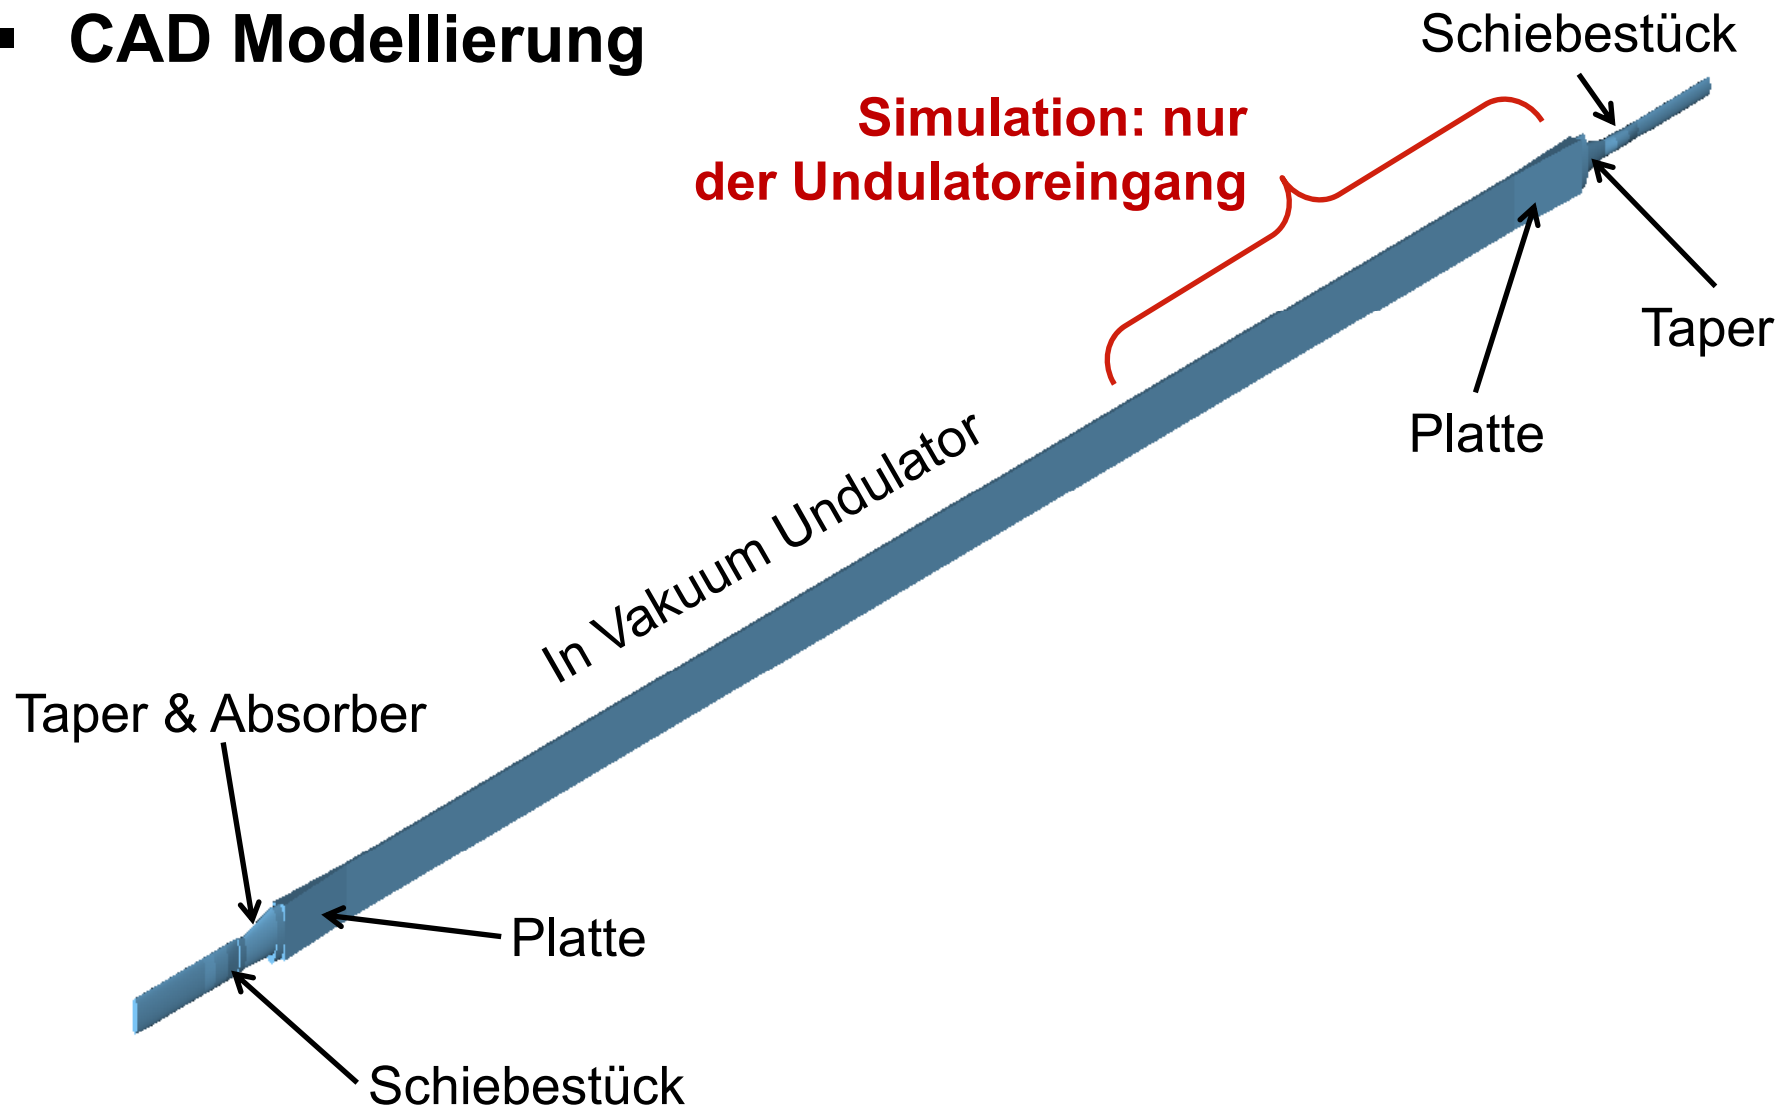 ▪ CAD Modellierung
Schiebestück
Simulation: nur
der Undulatoreingang
Taper
Platte
In Vakuum Undulator
Taper & Absorber
Platte
Schiebestück